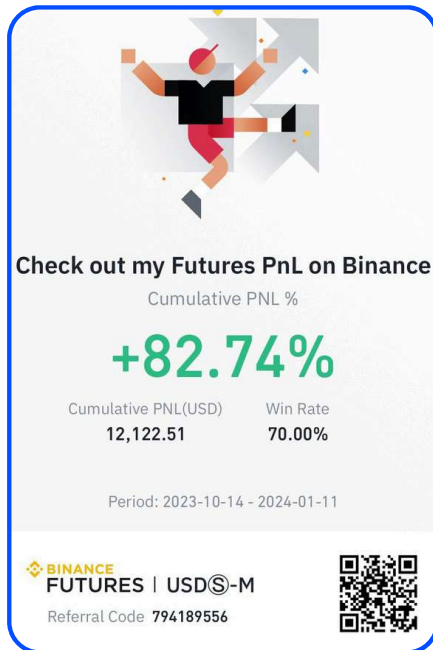 Check out my Futures PnL on Binance
Cumulative PNL %
+82.74%
Cumulative PNL(USD) Win Rate
12,122.51 70.00%
Period: 2023-10-14 - 2024-01-11
BINANCE
FUTURES | USDⓈ-M
Referral Code 794189556